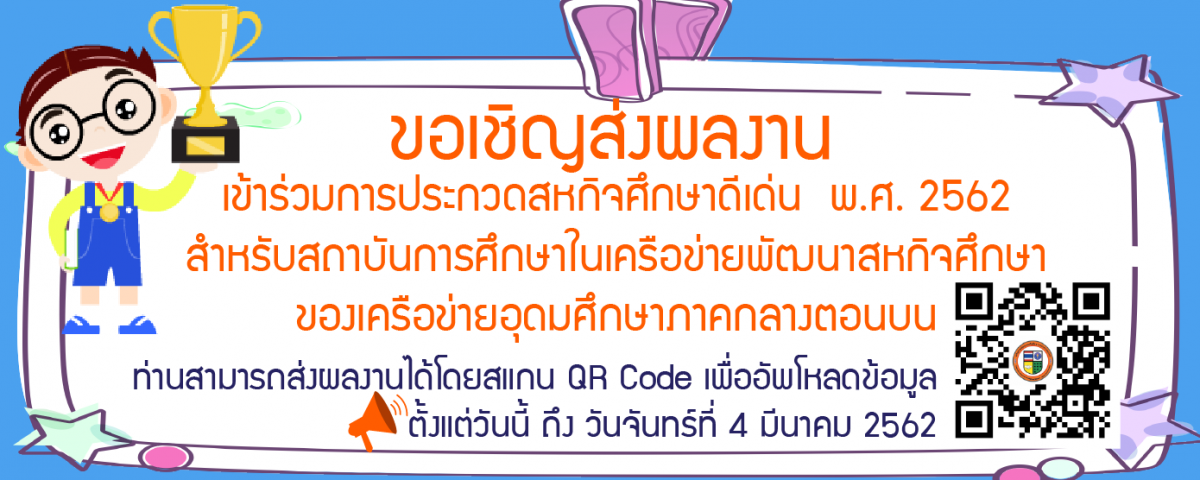 ขอเชิญส่งผลงาน
เข้าร่วมการประกวดสหกิจศึกษาดีเด่น พ.ศ. 2562
สำหรับสถาบันการศึกษาในเครือข่ายพัฒนาสหกิจศึกษา
ของเครือข่ายอุดมศึกษาภาคกลางตอนบน
ท่านสามารถส่งผลงานได้โดยสแกน QR Code เพื่ออัพโหลดข้อมูล
ตั้งแต่วันนี้ ถึง วันจันทร์ที่ 4 มีนาคม 2562